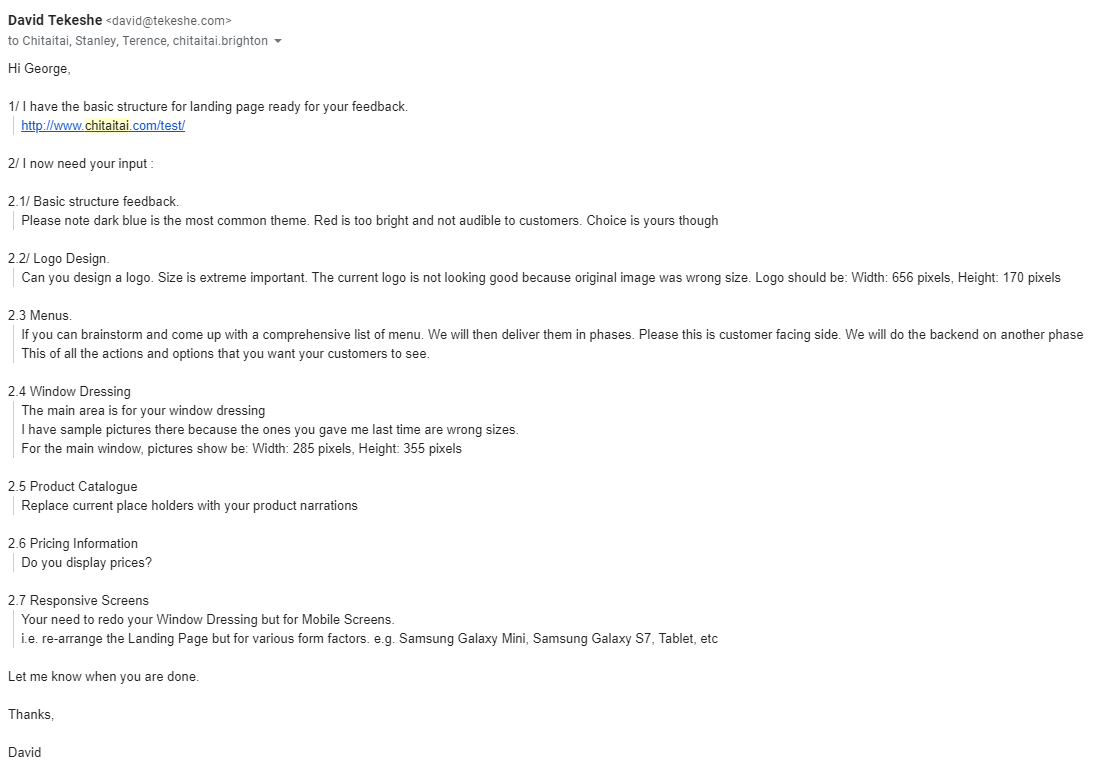 David Tekeshe <david@tekeshe.com>
to Chitaitai, Stanley, Terence, chitaitai.brighton
Hi George,
1/ I have the basic structure for landing page ready for your feedback.
http://www.chitaitai.com/test/
2/ I now need your input :
2.1/ Basic structure feedback.
Please note dark blue is the most common theme. Red is too bright and not audible to customers. Choice is yours though
2.2/ Logo Design.
Can you design a logo. Size is extreme important. The current logo is not looking good because original image was wrong size. Logo should be: Width: 656 pixels, Height: 170 pixels
2.3 Menus.
If you can brainstorm and come up with a comprehensive list of menu. We will then deliver them in phases. Please this is customer facing side. We will do the backend on another phase
This of all the actions and options that you want your customers to see.
2.4 Window Dressing
The main area is for your window dressing
I have sample pictures there because the ones you gave me last time are wrong sizes.
For the main window, pictures show be: Width: 285 pixels, Height: 355 pixels
2.5 Product Catalogue
Replace current place holders with your product narrations
2.6 Pricing Information
Do you display prices?
2.7 Responsive Screens
Your need to redo your Window Dressing but for Mobile Screens.
i.e. re-arrange the Landing Page but for various form factors. e.g. Samsung Galaxy Mini, Samsung Galaxy S7, Tablet, etc
Let me know when you are done.
Thanks,
David